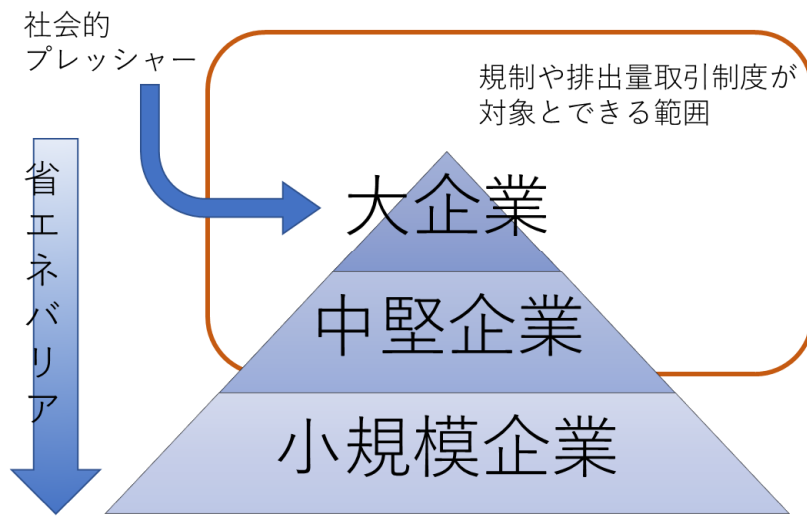 社会的
プレッシャー
規制や排出量取引制度が
対象とできる範囲
省エネバリア
大企業
中堅企業
小規模企業